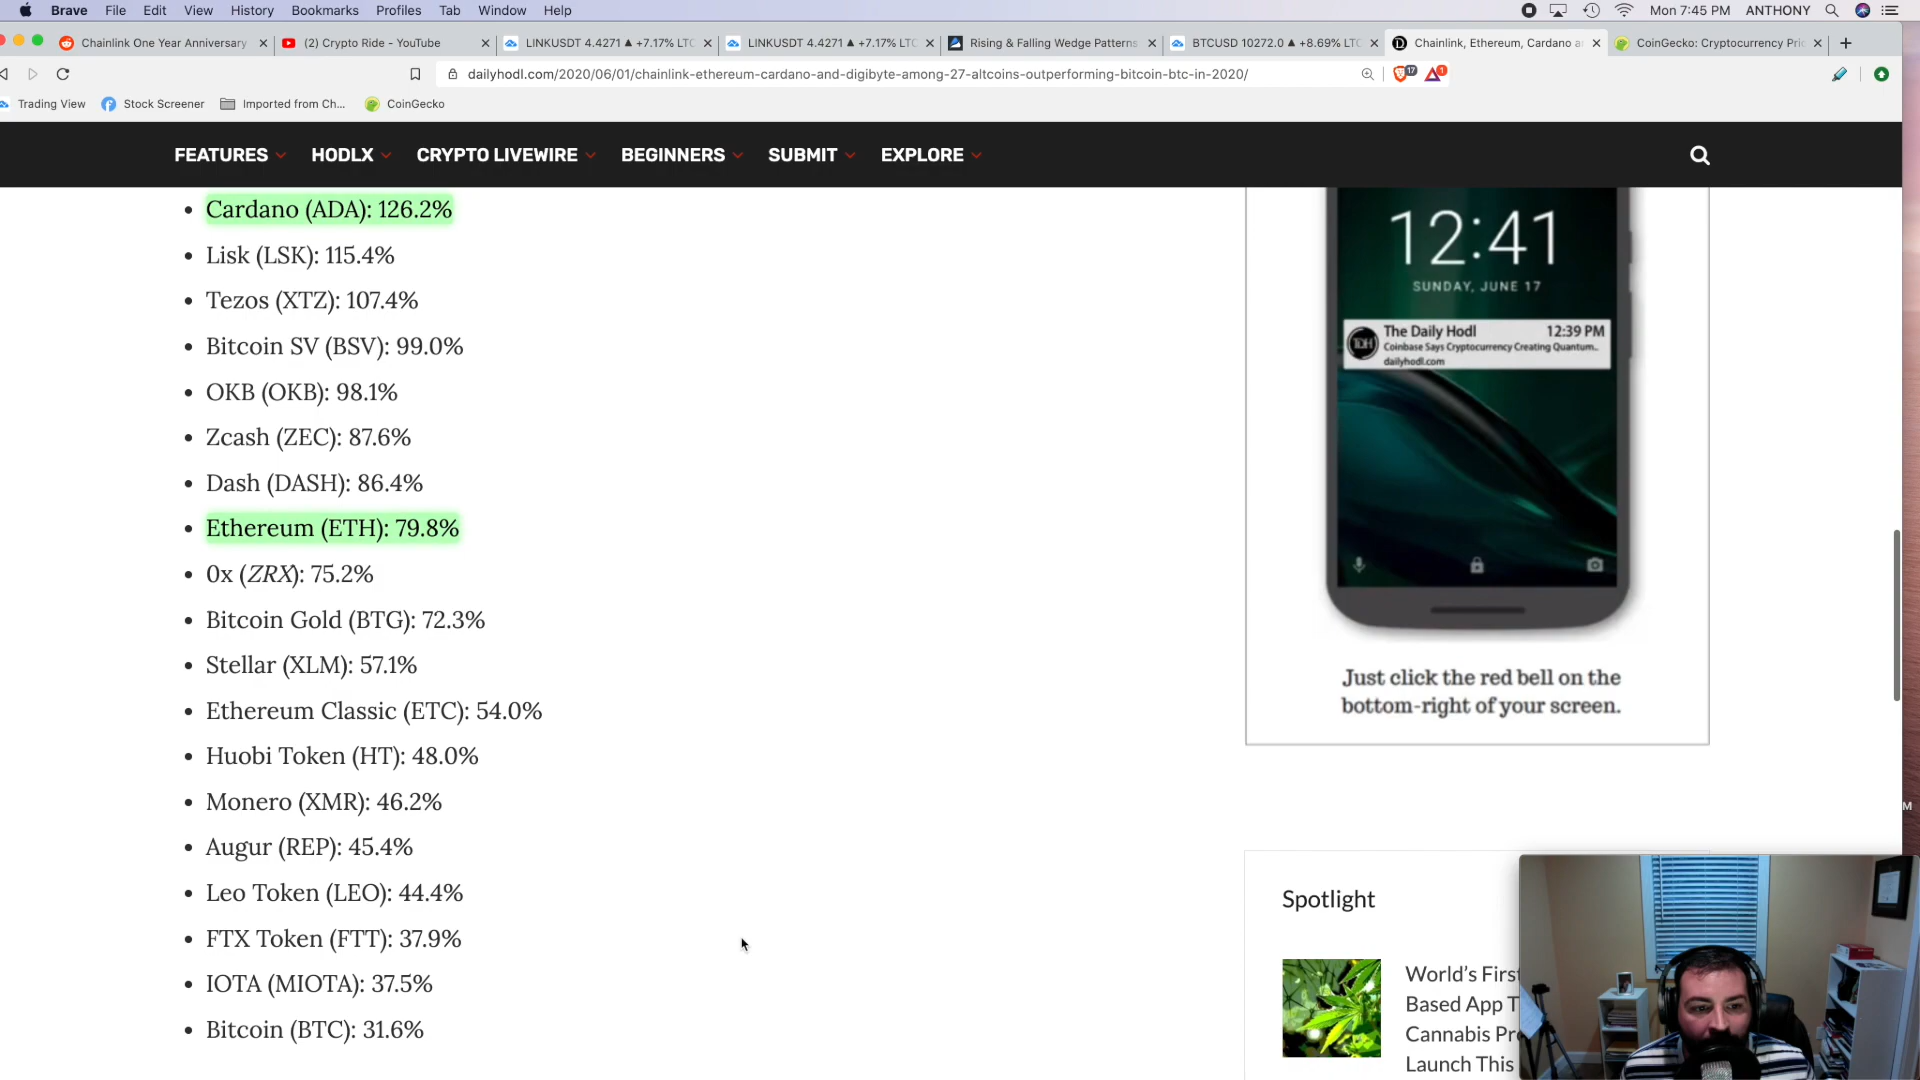 Brave File Edit View History Bookmarks Profiles Tab Window Help Mon 7:45 PM ANTHONY
Chainlink One Year Anniversary (2) Crypto Ride - YouTube LINKUSDT 4.4271 ▲ +7.17% LTC LINKUSDT 4.4271 ▲ +7.17% LTC Rising & Falling Wedge Patterns BTCUSD 10272.0 ▲ +8.69% LTC Chainlink, Ethereum, Cardano a CoinGecko: Cryptocurrency Pric
dailyhodl.com/2020/06/01/chainlink-ethereum-cardano-and-digibyte-among-27-altcoins-outperforming-bitcoin-btc-in-2020/ 17 1
Trading View Stock Screener Imported from Ch... CoinGecko
FEATURES HODLX CRYPTO LIVEWIRE BEGINNERS SUBMIT EXPLORE
• Cardano (ADA): 126.2%
• Lisk (LSK): 115.4%
• Tezos (XTZ): 107.4%
• Bitcoin SV (BSV): 99.0%
• OKB (OKB): 98.1%
• Zcash (ZEC): 87.6%
• Dash (DASH): 86.4%
• Ethereum (ETH): 79.8%
• 0x (ZRX): 75.2%
• Bitcoin Gold (BTG): 72.3%
• Stellar (XLM): 57.1%
• Ethereum Classic (ETC): 54.0%
• Huobi Token (HT): 48.0%
• Monero (XMR): 46.2%
• Augur (REP): 45.4%
• Leo Token (LEO): 44.4%
• FTX Token (FTT): 37.9%
• IOTA (MIOTA): 37.5%
• Bitcoin (BTC): 31.6%
12:41
SUNDAY, JUNE 17
The Daily Hodl 12:39 PM
Coinbase Says Cryptocurrency Creating Quantum..
dailyhodl.com
TDH
Just click the red bell on the
bottom-right of your screen.
Spotlight
World's First
Based App T
Cannabis Pr
Launch This
M